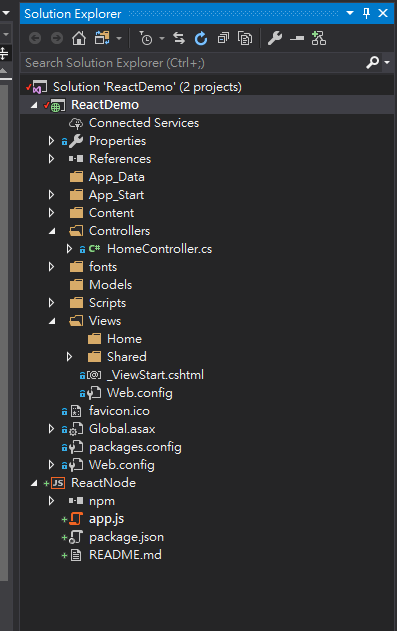 Solution Explorer
Search Solution Explorer (Ctrl+;)
Solution 'ReactDemo' (2 projects)
ReactDemo
Connected Services
Properties
References
App_Data
App_Start
Content
Controllers
C# HomeController.cs
fonts
Models
Scripts
Views
Home
Shared
[@] _ViewStart.cshtml
Web.config
favicon.ico
Global.asax
packages.config
Web.config
JS ReactNode
npm
app.js
package.json
README.md